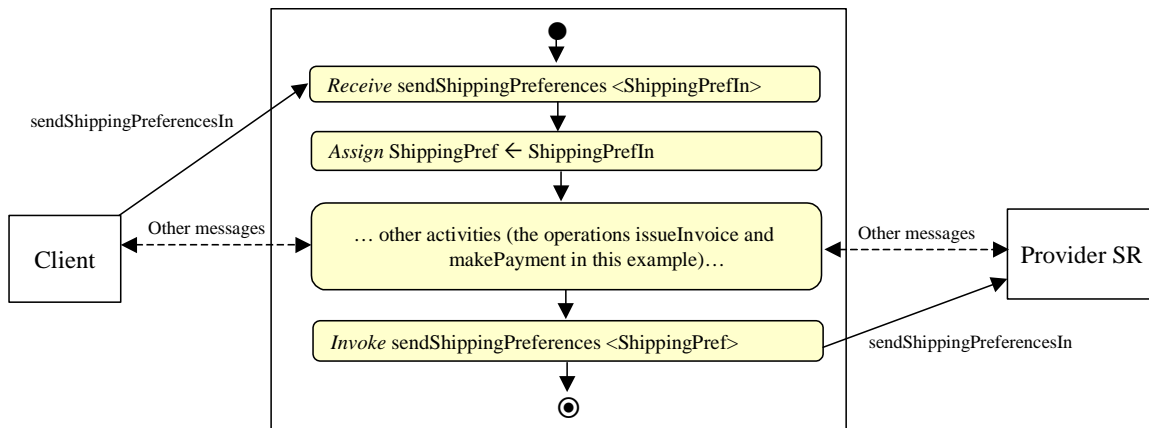 Receive sendShippingPreferences <ShippingPrefIn>
sendShippingPreferencesIn
Assign ShippingPref ← ShippingPrefIn
Other messages
Client
… other activities (the operations issueInvoice and
makePayment in this example)…
Other messages
Provider SR
Invoke sendShippingPreferences <ShippingPref>
sendShippingPreferencesIn